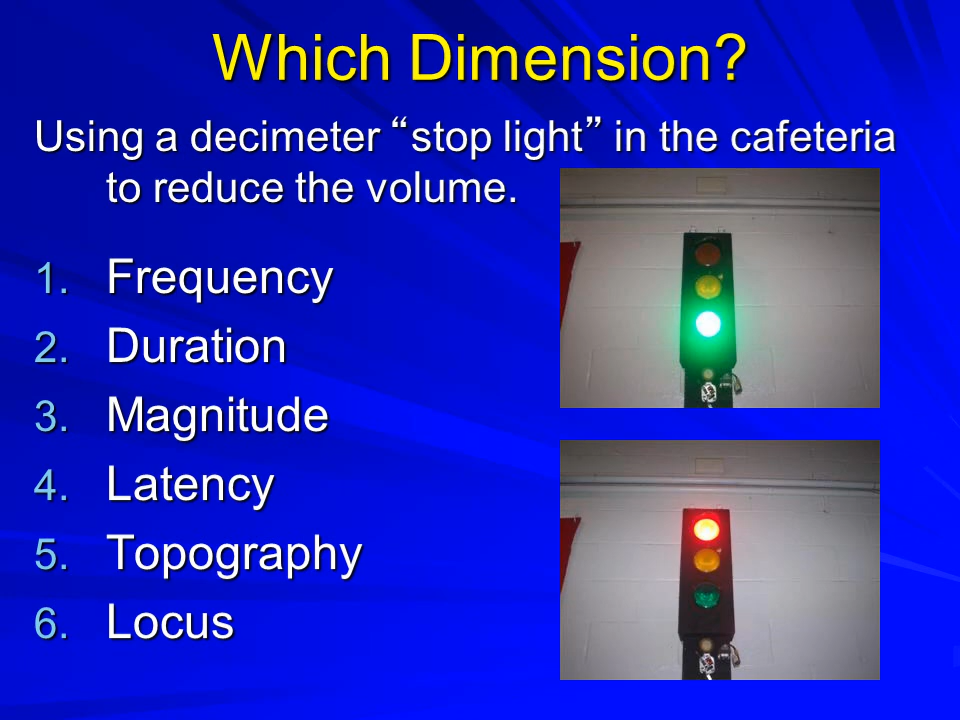 Which Dimension?
Using a decimeter “stop light” in the cafeteria
to reduce the volume.
1. Frequency
2. Duration
3. Magnitude
4. Latency
5. Topography
6. Locus